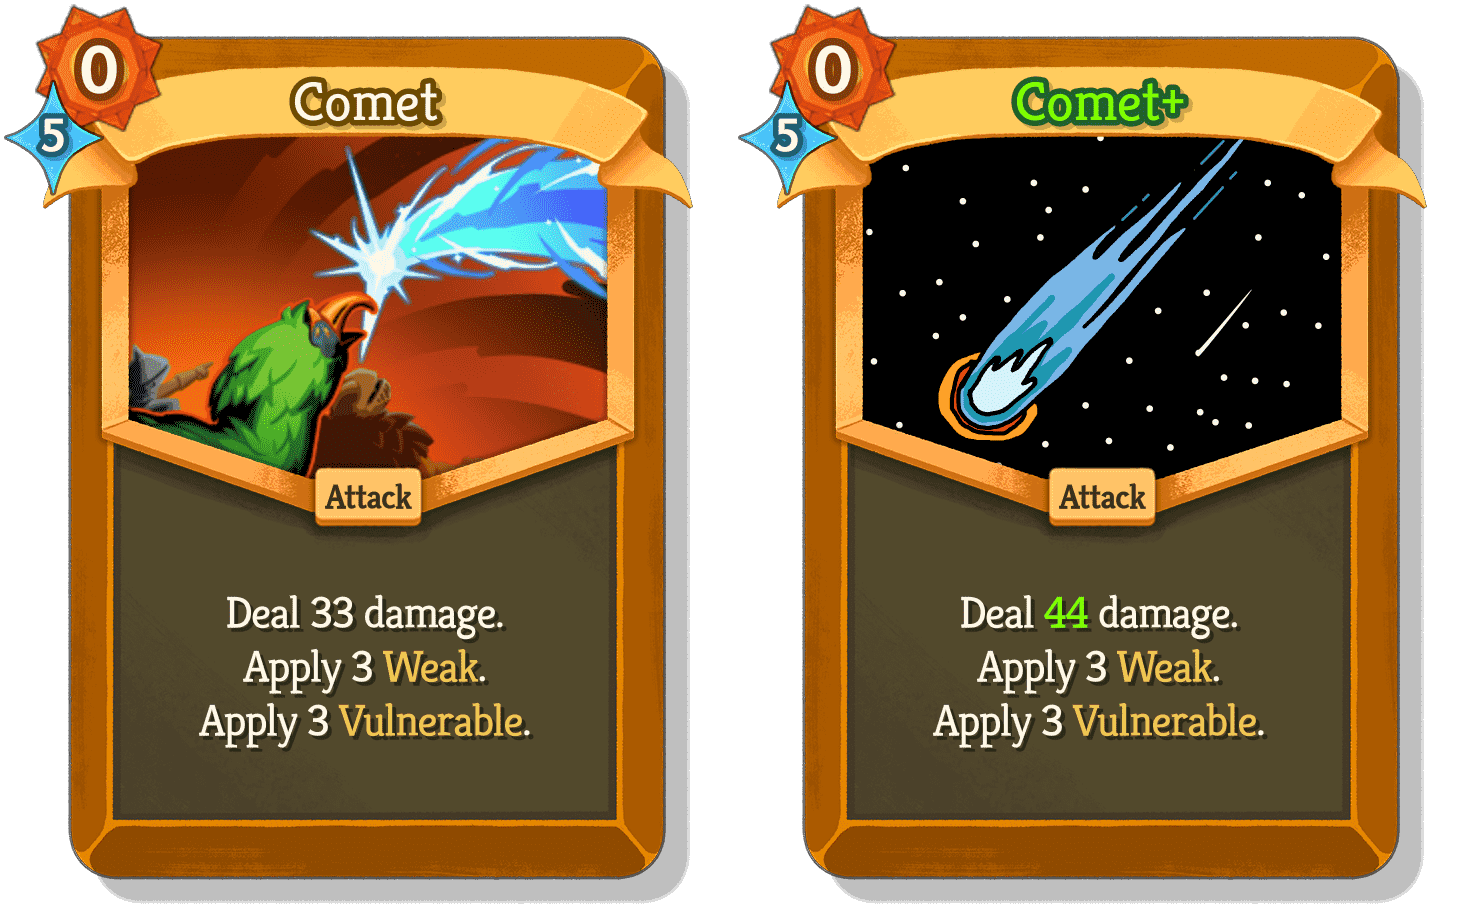 0
5
Comet
Attack
Deal 33 damage.
Apply 3 Weak.
Apply 3 Vulnerable.
0
5
Comet+
Attack
Deal 44 damage.
Apply 3 Weak.
Apply 3 Vulnerable.